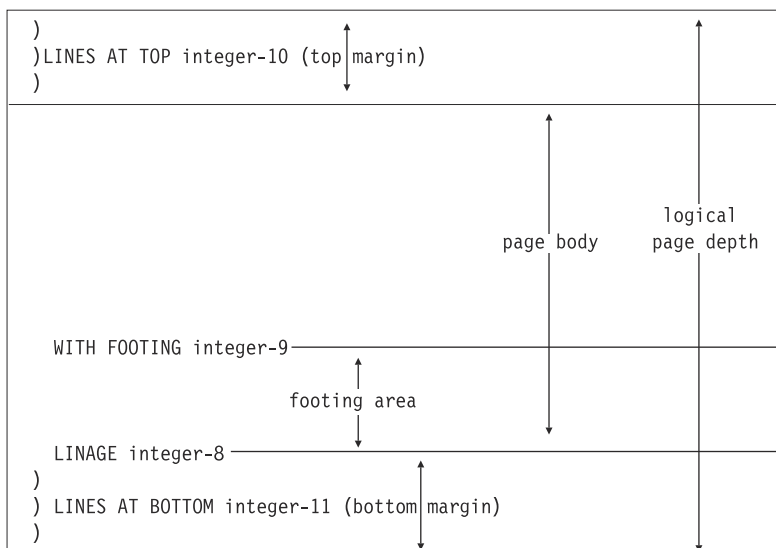 )
)LINES AT TOP integer-10 (top margin)
)
logical
page body
page depth
WITH FOOTING integer-9
footing area
LINAGE integer-8
)
) LINES AT BOTTOM integer-11 (bottom margin)
)